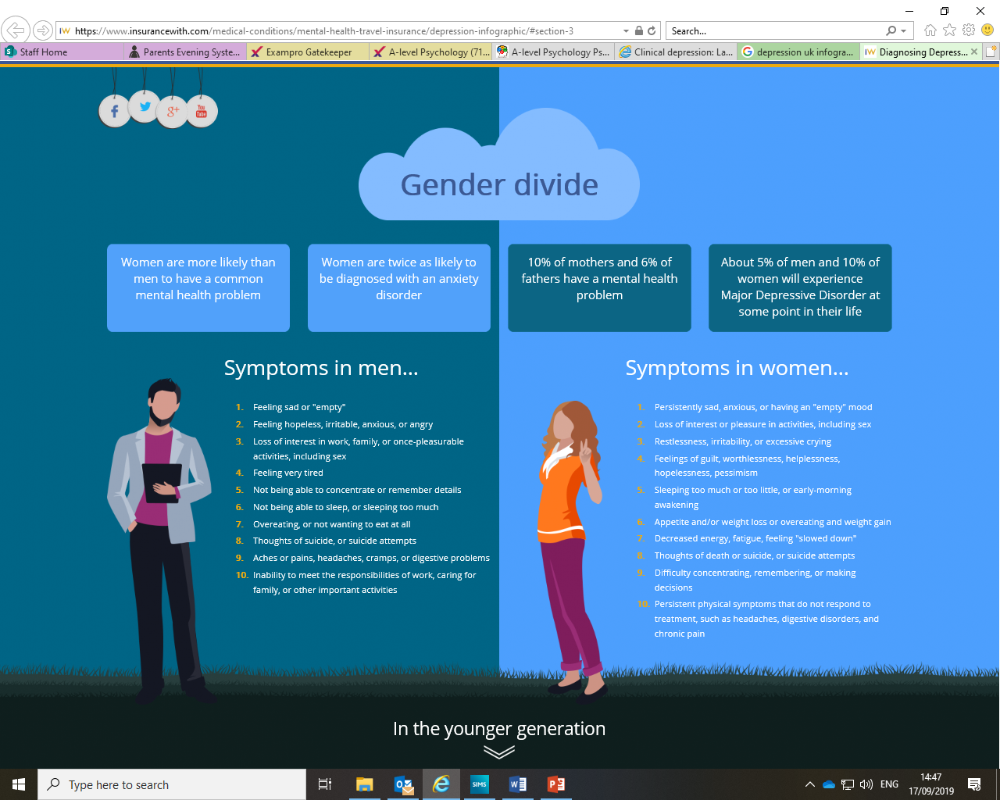 https://www.insurancewith.com/medical-conditions/mental-health-travel-insurance/depression-infographic/#section-3
Search...
Staff Home
Parents Evening Syste...
Exampro Gatekeeper
A-level Psychology (71...
A-level Psychology Ps...
Clinical depression: La...
depression uk infogra...
Diagnosing Depress...
You
Tube
g+
Gender divide
Women are more likely than
men to have a common
mental health problem
Women are twice as likely to
be diagnosed with an anxiety
disorder
10% of mothers and 6% of
fathers have a mental health
problem
About 5% of men and 10% of
women will experience
Major Depressive Disorder at
some point in their life
Symptoms in men...
1. Feeling sad or "empty"
2. Feeling hopeless, irritable, anxious, or angry
3. Loss of interest in work, family, or once-pleasurable
activities, including sex
4. Feeling very tired
5. Not being able to concentrate or remember details
6. Not being able to sleep, or sleeping too much
7. Overeating, or not wanting to eat at all
8. Thoughts of suicide, or suicide attempts
9. Aches or pains, headaches, cramps, or digestive problems
10. Inability to meet the responsibilities of work, caring for
family, or other important activities
Symptoms in women...
1. Persistently sad, anxious, or having an "empty" mood
2. Loss of interest or pleasure in activities, including sex
3. Restlessness, irritability, or excessive crying
4. Feelings of guilt, worthlessness, helplessness,
hopelessness, pessimism
5. Sleeping too much or too little, or early-morning
awakening
6. Appetite and/or weight loss or overeating and weight gain
7. Decreased energy, fatigue, feeling "slowed down"
8. Thoughts of death or suicide, or suicide attempts
9. Difficulty concentrating, remembering, or making
decisions
10. Persistent physical symptoms that do not respond to
treatment, such as headaches, digestive disorders, and
chronic pain
In the younger generation
Type here to search
SIMS
ENG
14:47
17/09/2019